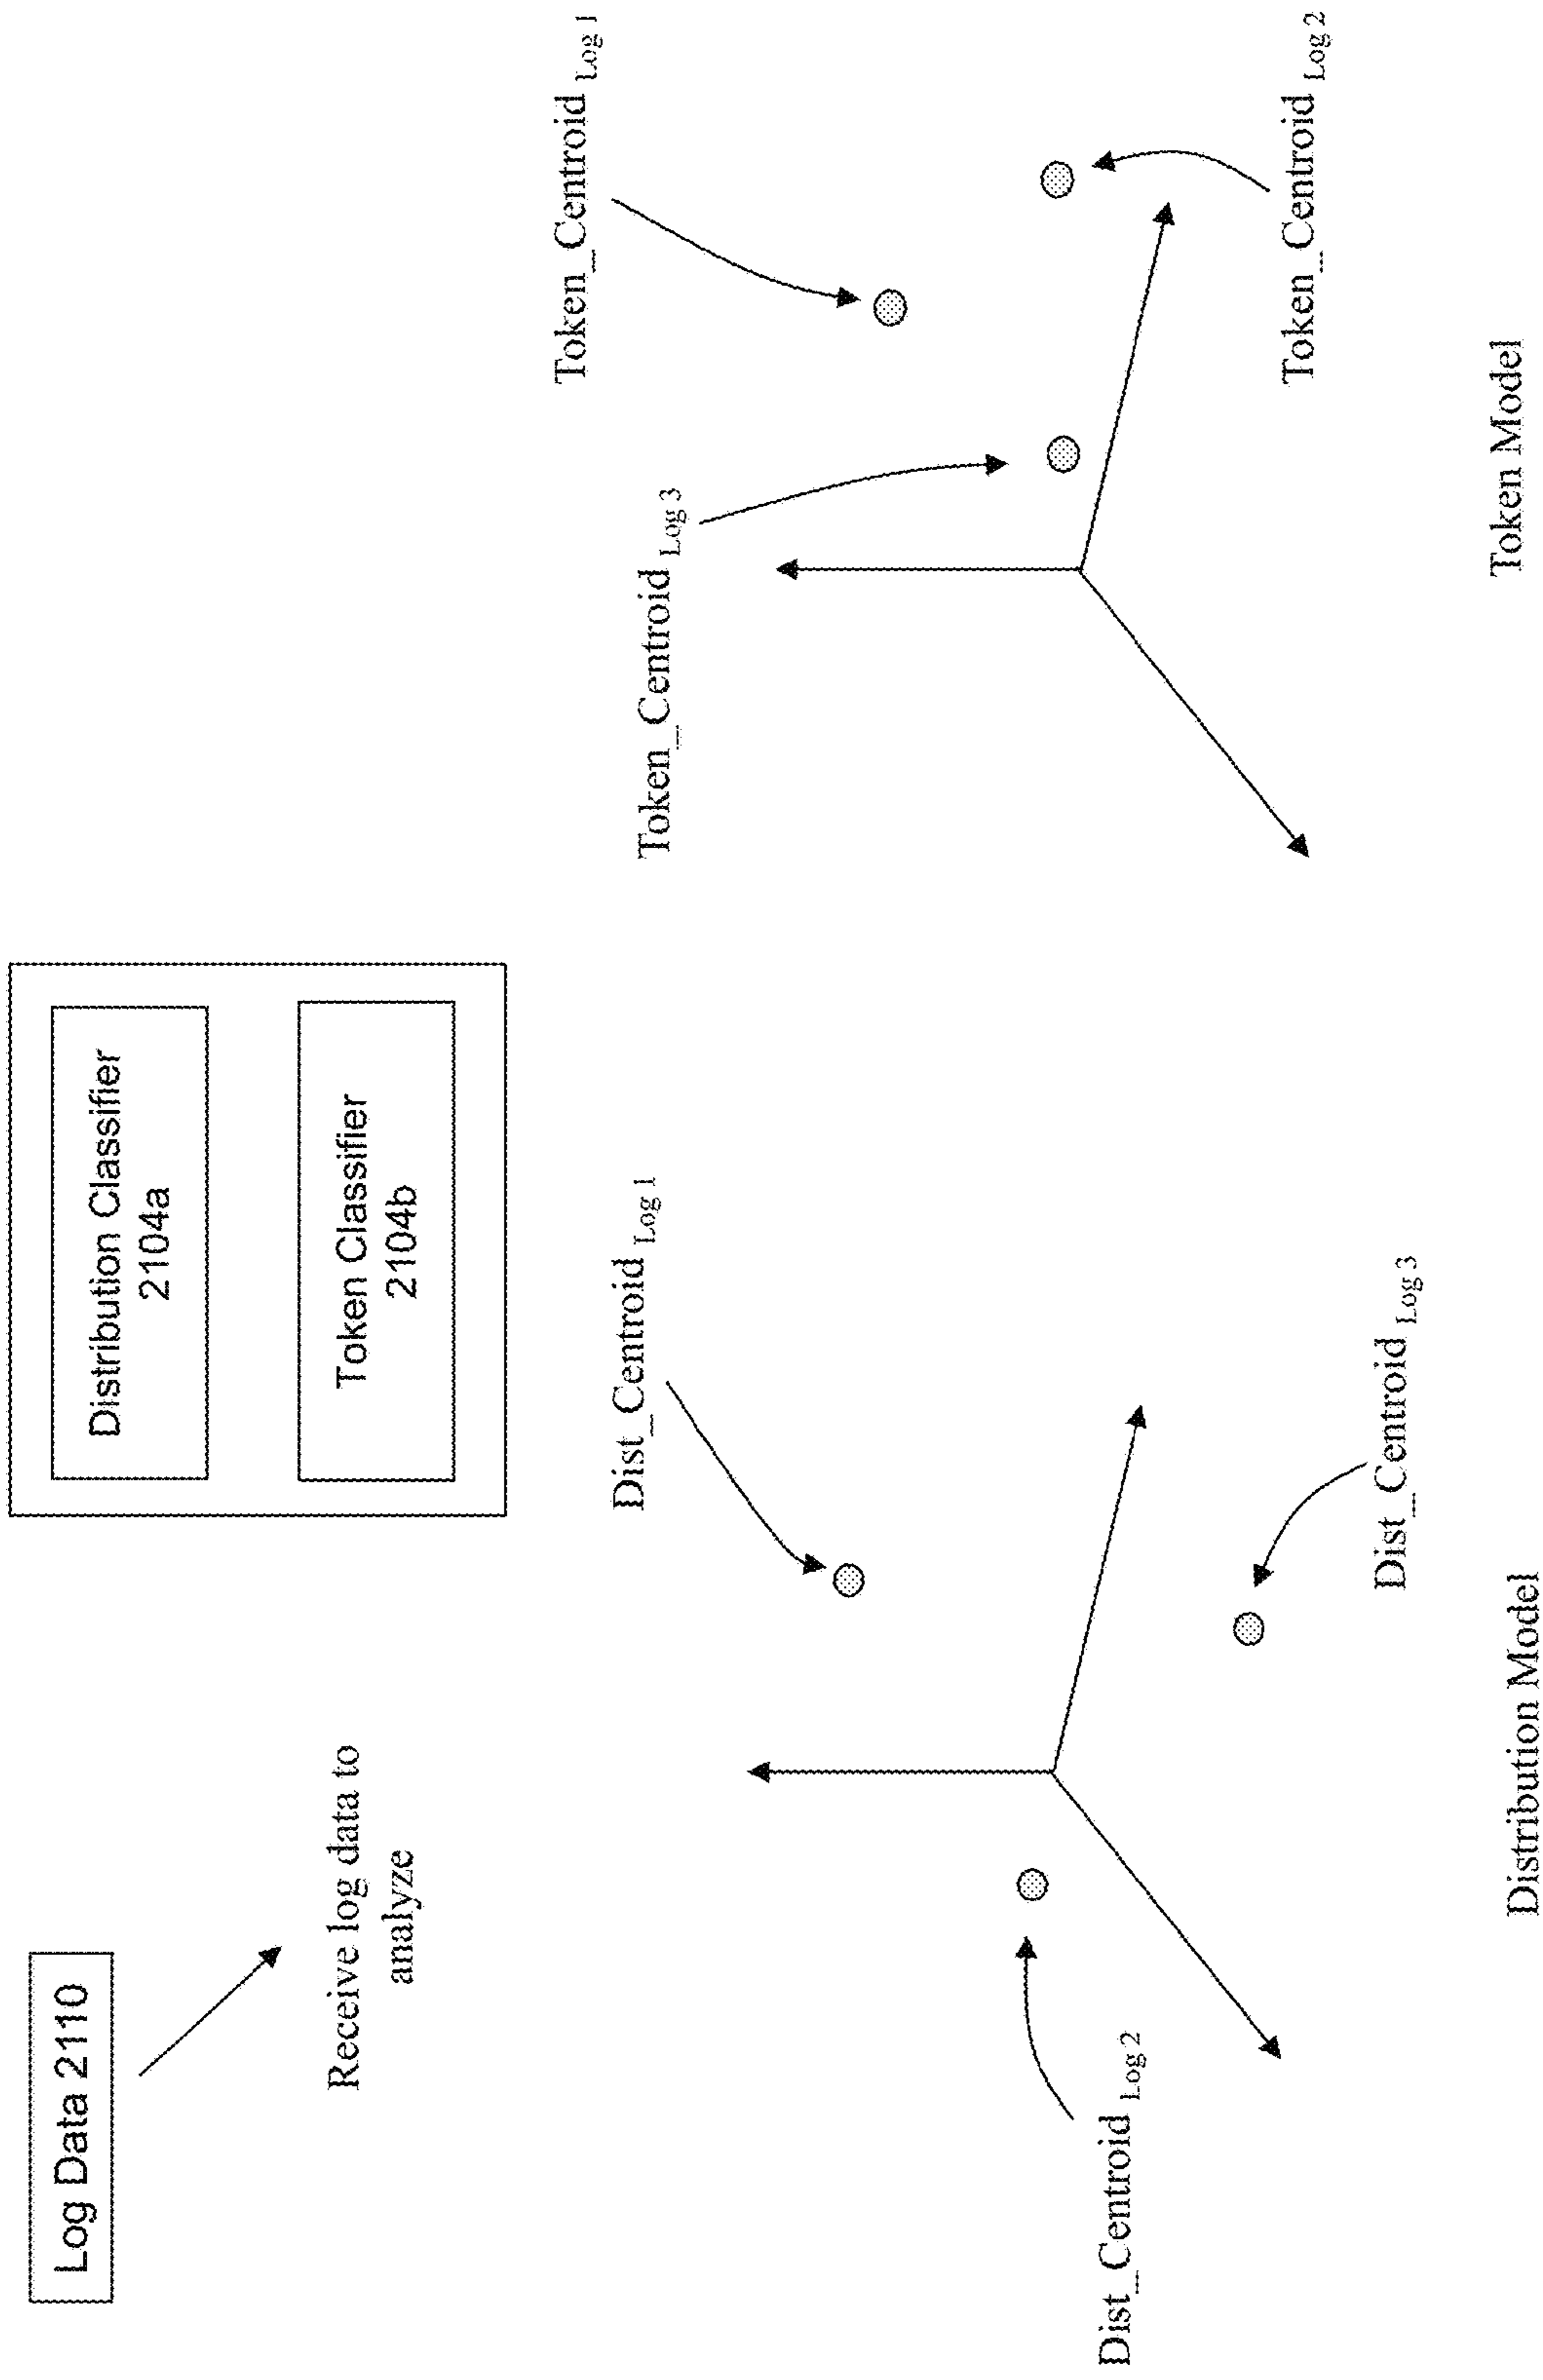 Log Data 2110
Receive log data to
analyze
Distribution Classifier
2104a
Token Classifier
2104b
Dist_Centroid Log 1
Dist_Centroid Log 2
Dist_Centroid Log 3
Distribution Model
Token_Centroid Log 1
Token_Centroid Log 3
Token_Centroid Log 2
Token Model